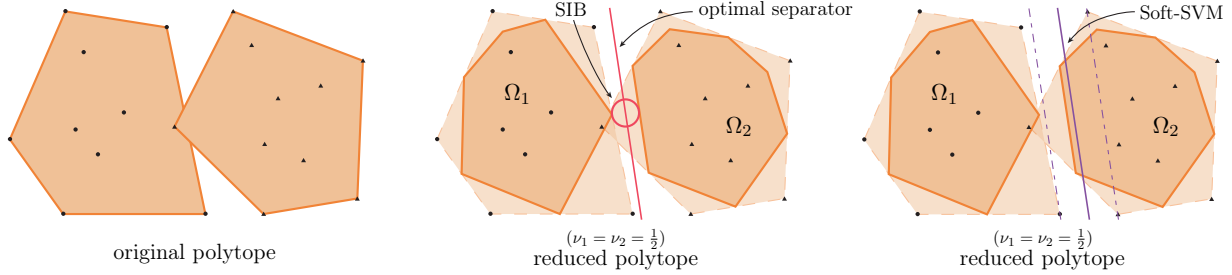 original polytope
SIB
optimal separator
Ω₁
Ω₂
(ν₁ = ν₂ = ½)
reduced polytope
Soft-SVM
Ω₁
Ω₂
(ν₁ = ν₂ = ½)
reduced polytope